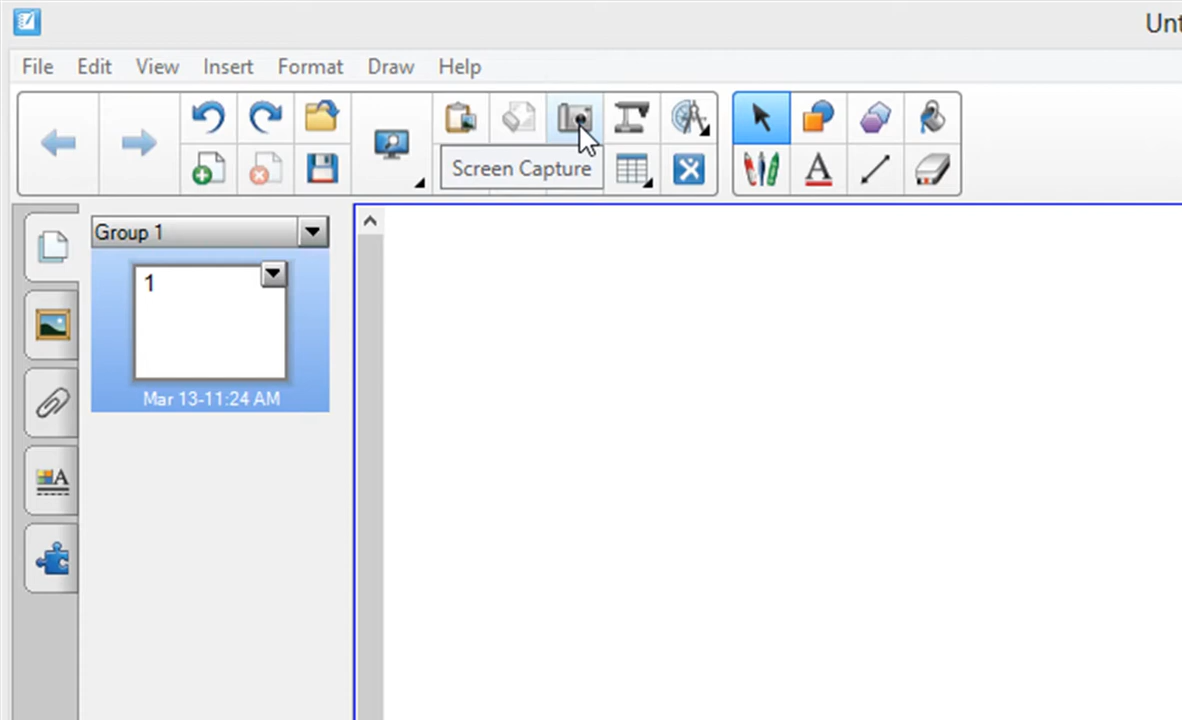 Unt
File Edit View Insert Format Draw Help
Screen Capture
A
Group 1
1
Mar 13-11:24 AM
A